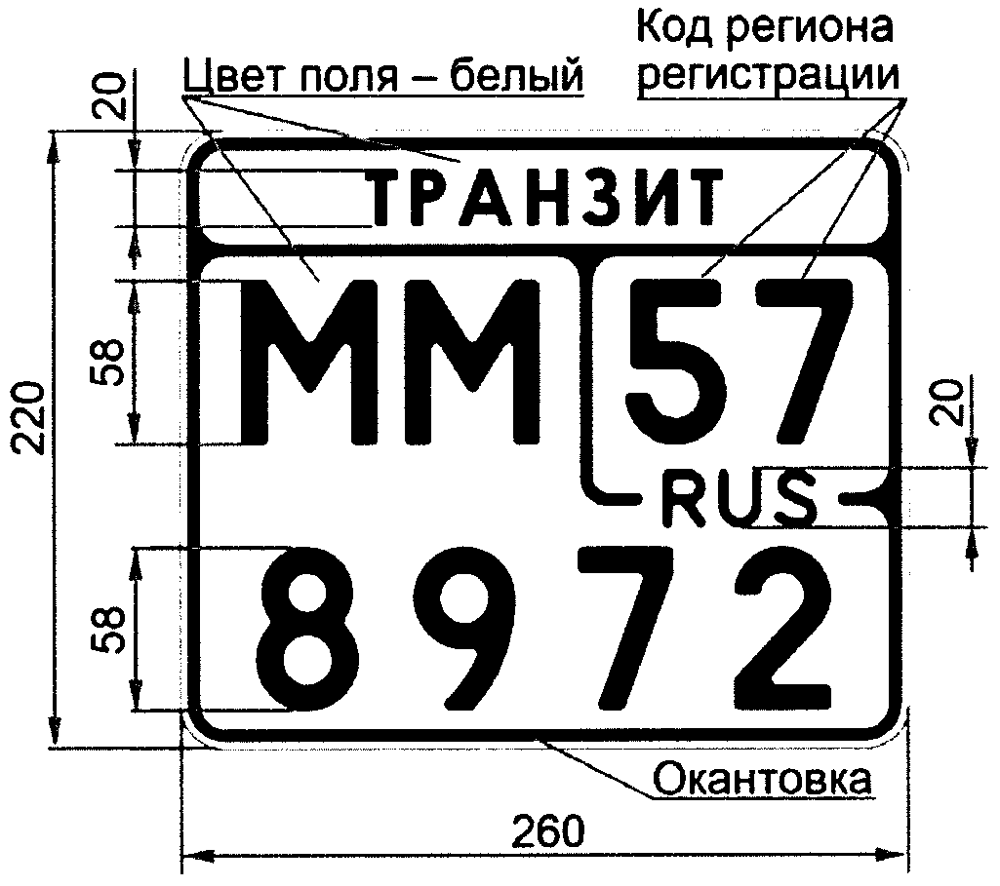 Код региона
регистрации
Цвет поля – белый
20
ТРАНЗИТ
ММ 57
58
220
20
RUS
8972
58
Окантовка
260